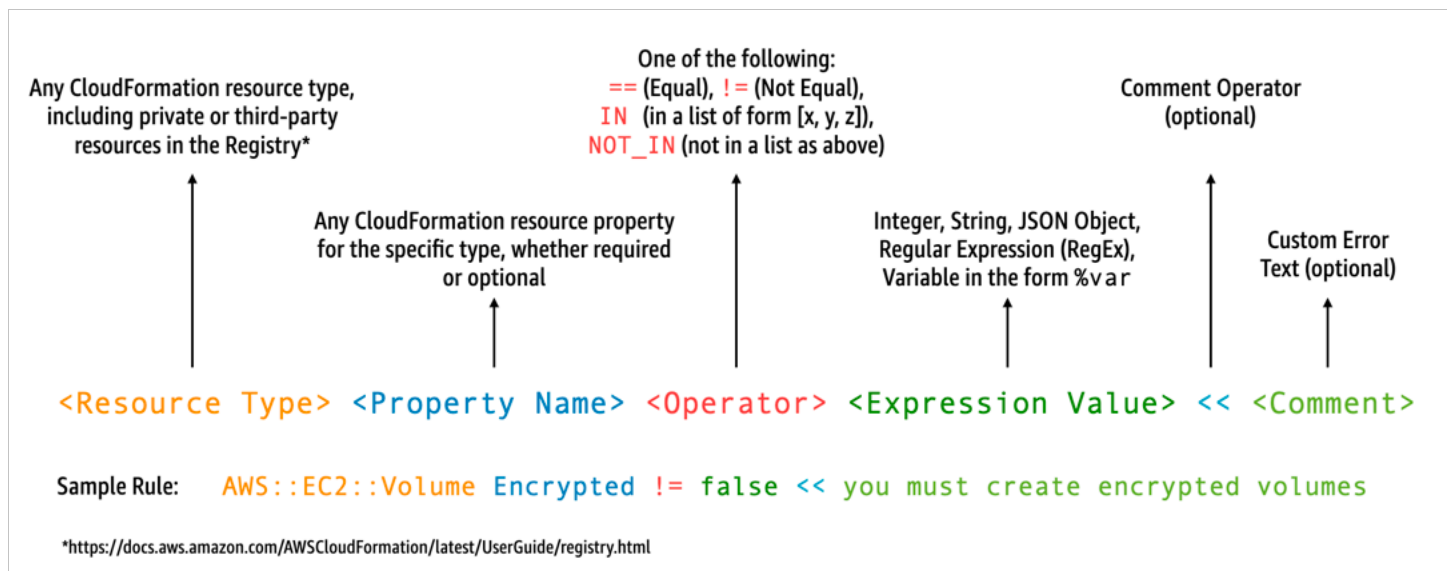 One of the following:
== (Equal), != (Not Equal),
IN (in a list of form [x, y, z]),
NOT_IN (not in a list as above)
Any CloudFormation resource type,
including private or third-party
resources in the Registry*
Comment Operator
(optional)
Any CloudFormation resource property
for the specific type, whether required
or optional
Integer, String, JSON Object,
Regular Expression (RegEx),
Variable in the form %var
Custom Error
Text (optional)
<Resource Type> <Property Name> <Operator> <Expression Value> << <Comment>
Sample Rule: AWS::EC2::Volume Encrypted != false << you must create encrypted volumes
*https://docs.aws.amazon.com/AWSCloudFormation/latest/UserGuide/registry.html